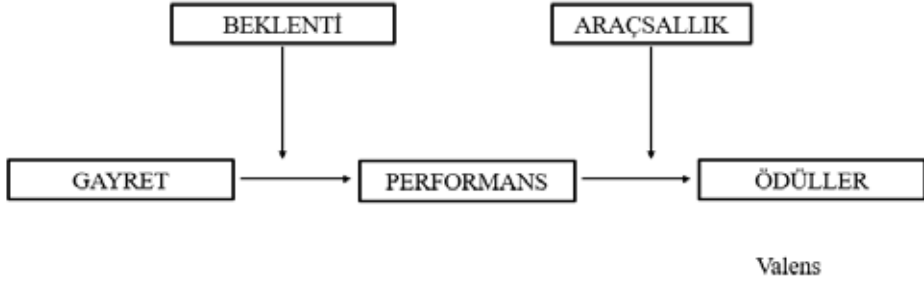 BEKLENTİ
ARAÇSALLIK
GAYRET
PERFORMANS
ÖDÜLLER
Valens